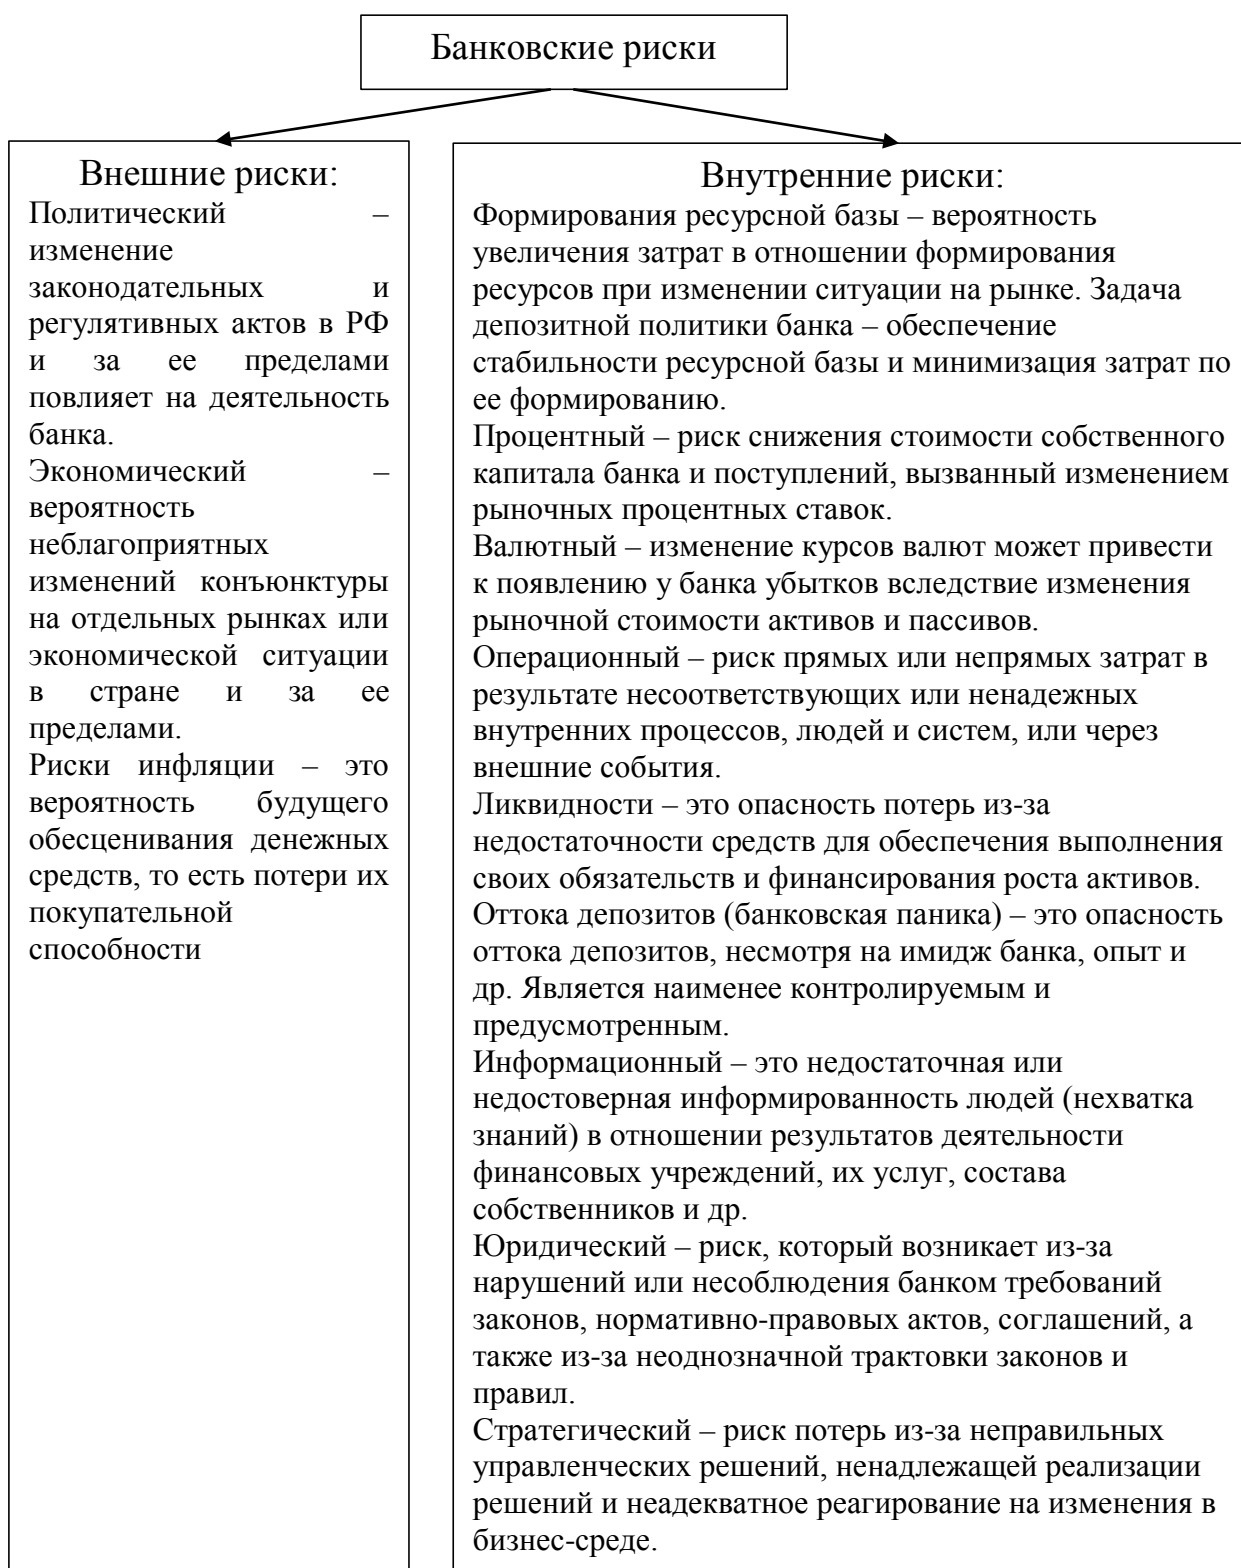 Банковские риски
Внешние риски:
Политический –
изменение
законодательных и
регулятивных актов в РФ
и за ее пределами
повлияет на деятельность
банка.
Экономический –
вероятность
неблагоприятных
изменений конъюнктуры
на отдельных рынках или
экономической ситуации
в стране и за ее
пределами.
Риски инфляции – это
вероятность будущего
обесценивания денежных
средств, то есть потери их
покупательной
способности
Внутренние риски:
Формирования ресурсной базы – вероятность
увеличения затрат в отношении формирования
ресурсов при изменении ситуации на рынке. Задача
депозитной политики банка – обеспечение
стабильности ресурсной базы и минимизация затрат по
ее формированию.
Процентный – риск снижения стоимости собственного
капитала банка и поступлений, вызванный изменением
рыночных процентных ставок.
Валютный – изменение курсов валют может привести
к появлению у банка убытков вследствие изменения
рыночной стоимости активов и пассивов.
Операционный – риск прямых или непрямых затрат в
результате несоответствующих или ненадежных
внутренних процессов, людей и систем, или через
внешние события.
Ликвидности – это опасность потерь из-за
недостаточности средств для обеспечения выполнения
своих обязательств и финансирования роста активов.
Оттока депозитов (банковская паника) – это опасность
оттока депозитов, несмотря на имидж банка, опыт и
др. Является наименее контролируемым и
предусмотренным.
Информационный – это недостаточная или
недостоверная информированность людей (нехватка
знаний) в отношении результатов деятельности
финансовых учреждений, их услуг, состава
собственников и др.
Юридический – риск, который возникает из-за
нарушений или несоблюдения банком требований
законов, нормативно-правовых актов, соглашений, а
также из-за неоднозначной трактовки законов и
правил.
Стратегический – риск потерь из-за неправильных
управленческих решений, ненадлежащей реализации
решений и неадекватное реагирование на изменения в
бизнес-среде.